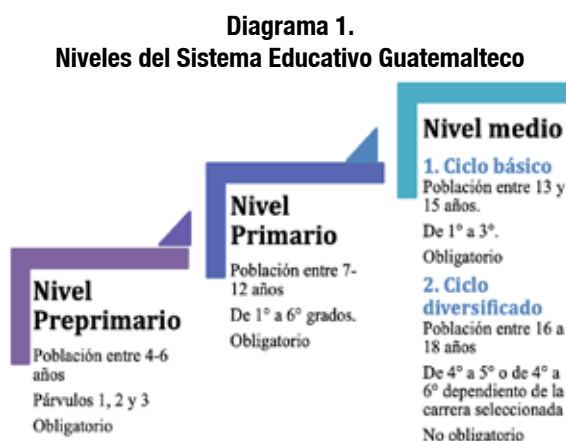 Diagrama 1.
Niveles del Sistema Educativo Guatemalteco
Nivel
Preprimario
Población entre 4-6
años
Párvulos 1, 2 y 3
Obligatorio
Nivel
Primario
Población entre 7-
12 años
De 1° a 6° grados.
Obligatorio
Nivel medio
1. Ciclo básico
Población entre 13 y
15 años.
De 1° a 3°.
Obligatorio
2. Ciclo
diversificado
Población entre 16 a
18 años
De 4° a 5° o de 4° a
6° dependiento de la
carrera seleccionada
No obligatorio